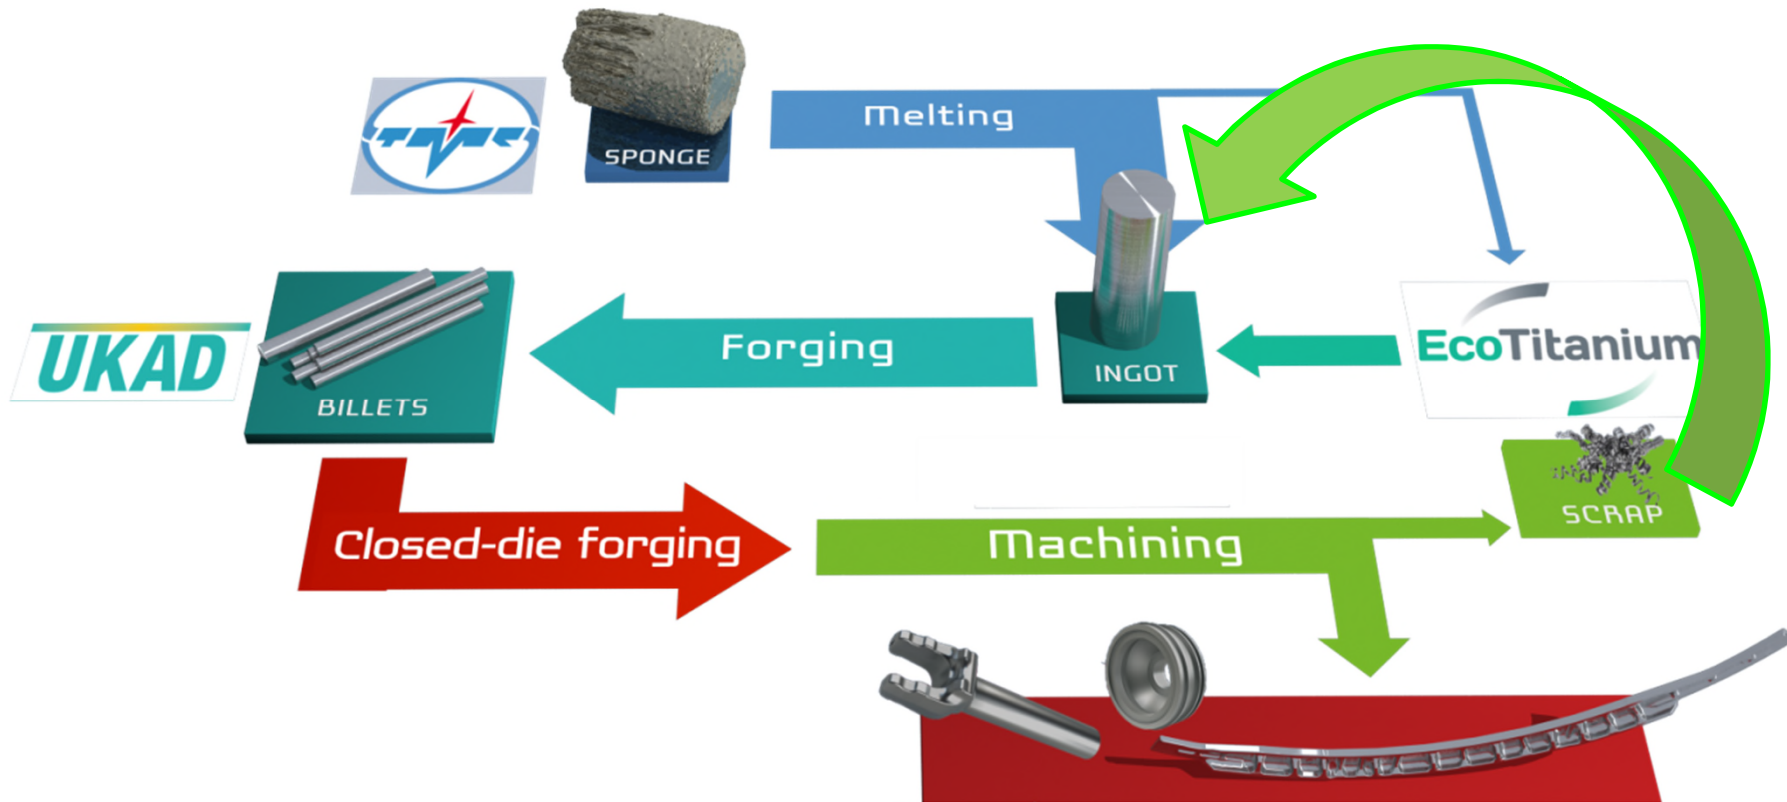 Melting
SPONGE
EcoTitanium
Forging
INGOT
UKAD
BILLETS
SCRAP
Closed-die forging
Machining